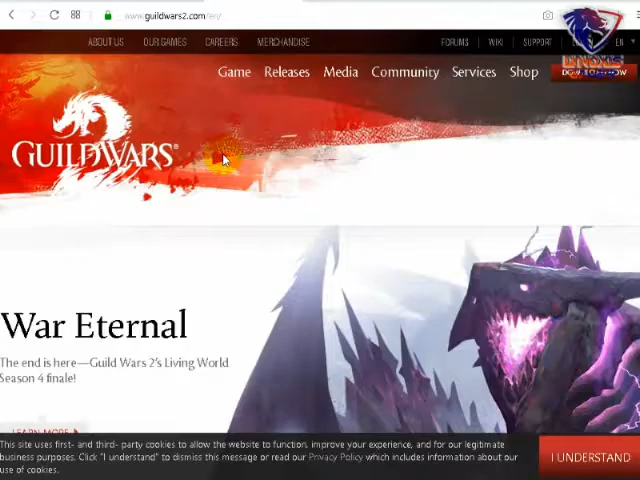 www.guildwars2.com/en/
ABOUT US OUR GAMES CAREERS MERCHANDISE FORUMS WIKI SUPPORT EN
Game Releases Media Community Services Shop
GUILDWARS®
War Eternal
The end is here—Guild Wars 2's Living World
Season 4 finale!
LEARN MORE
This site uses first- and third- party cookies to allow the website to function, improve your experience, and for our legitimate
business purposes. Click "I understand" to dismiss this message or read our Privacy Policy which includes information about our
use of cookies.
I UNDERSTAND